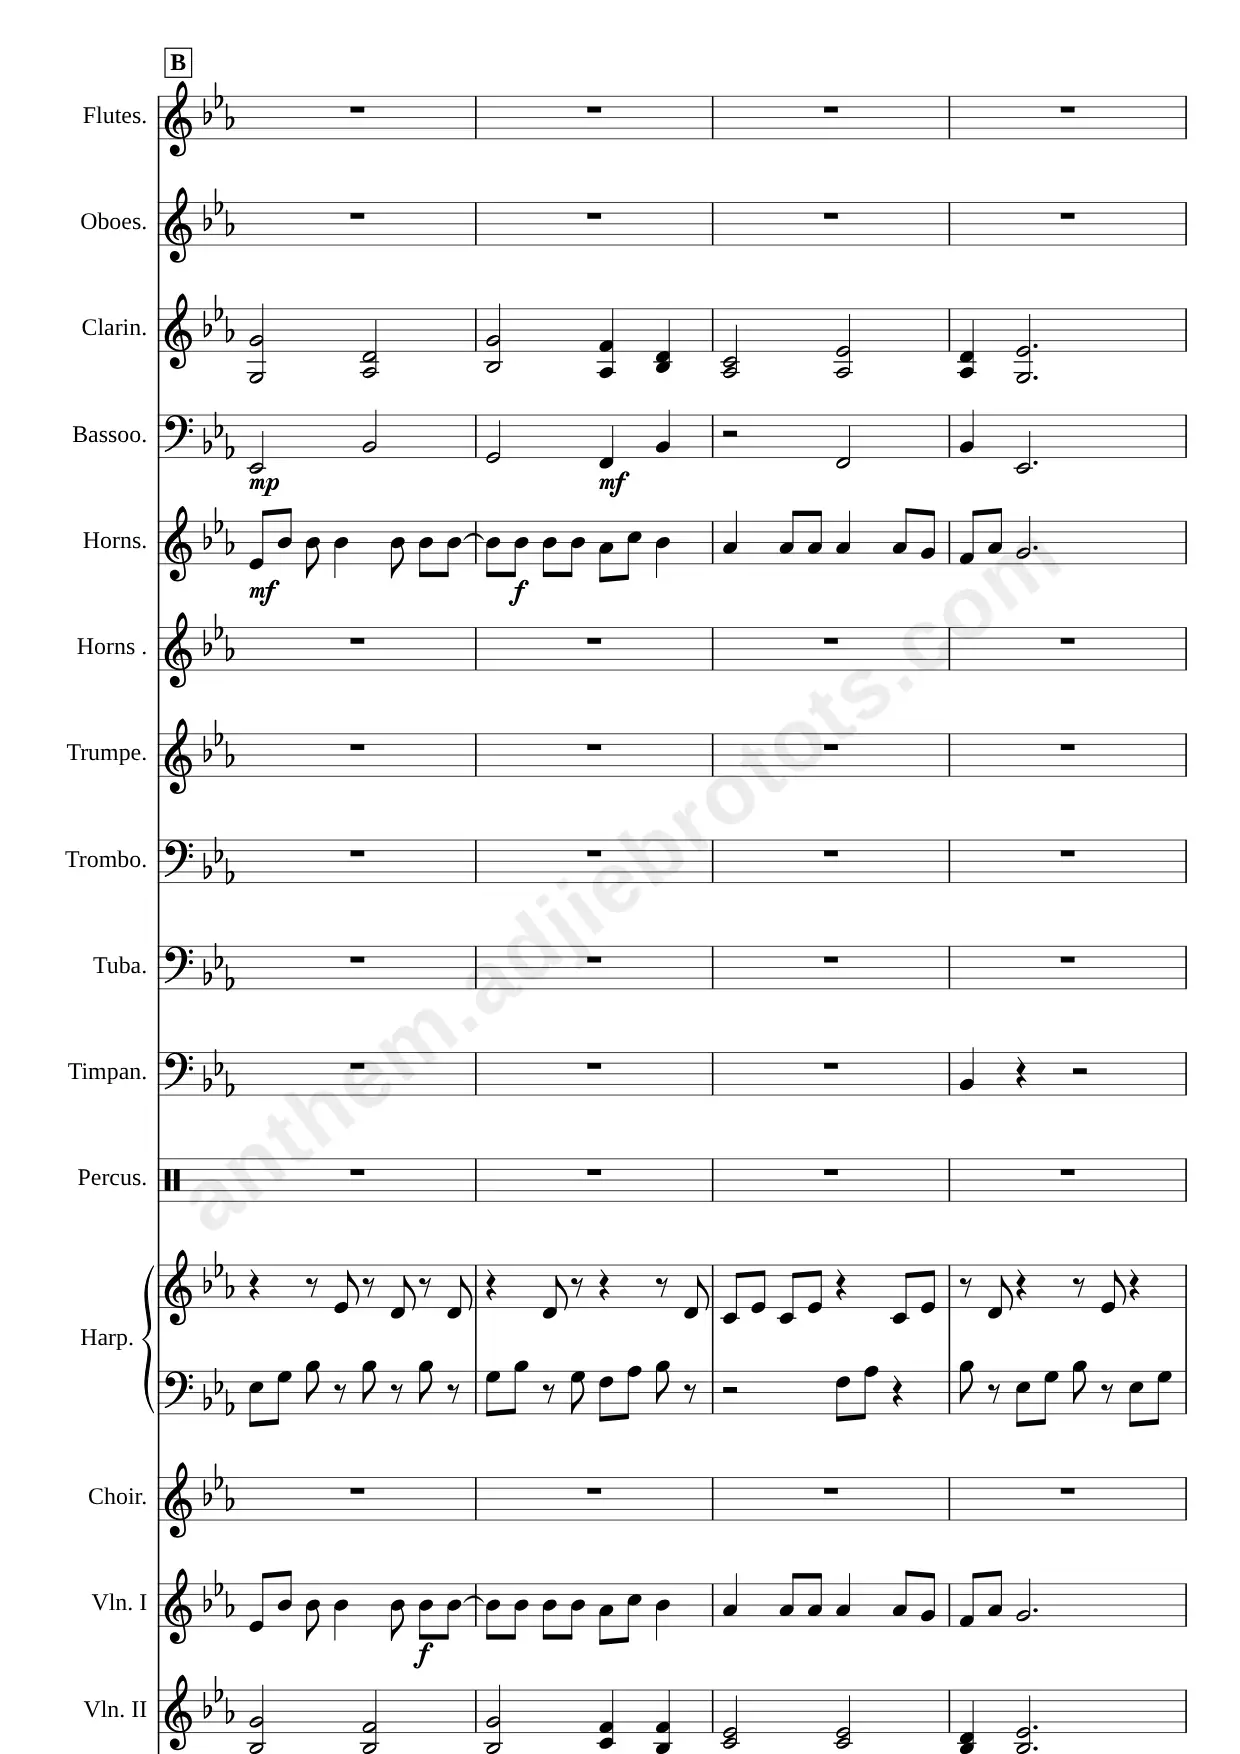 B
Flutes.
Oboes.
Clarin.
Bassoo.
mp
mf
Horns.
mf
f
Horns .
Trumpe.
Trombo.
Tuba.
Timpan.
Percus.
Harp.
Choir.
Vln. I
f
Vln. II
anthem.adjiebrotots.com